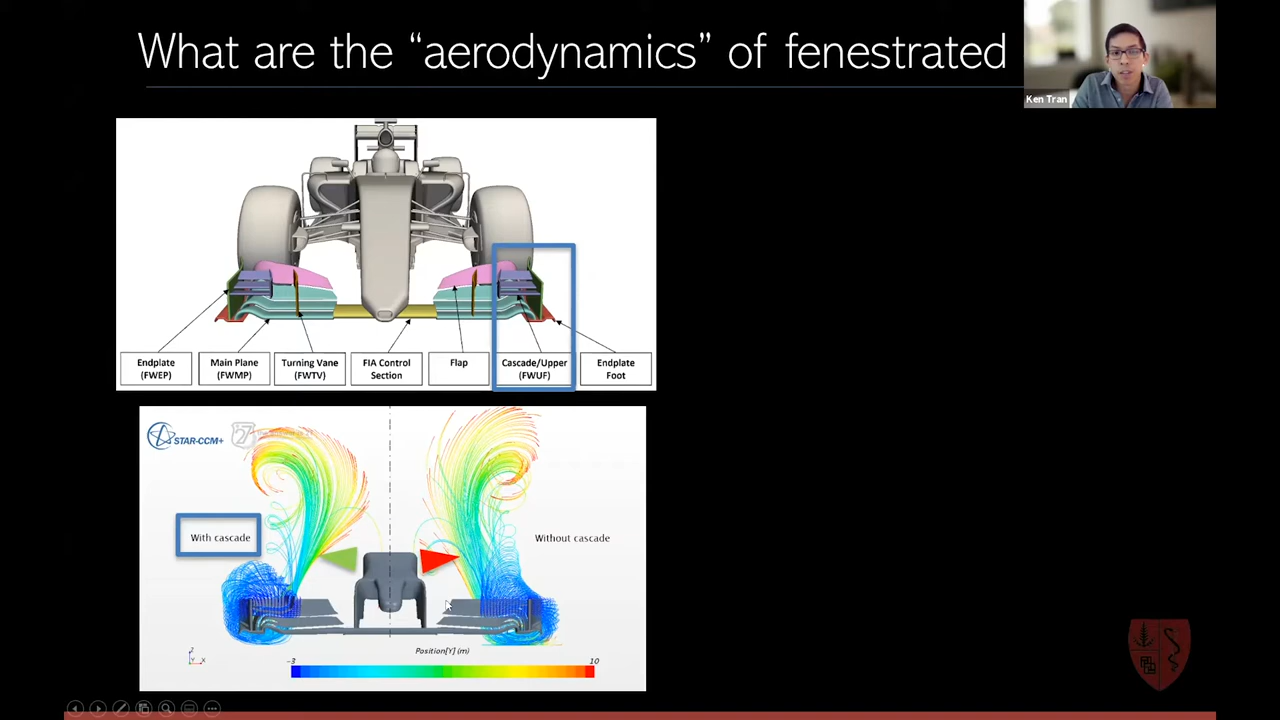 What are the “aerodynamics” of fenestrated
Ken Tran
Endplate
(FWEP)
Main Plane
(FWMP)
Turning Vane
(FWTV)
FIA Control
Section
Flap
Cascade/Upper
(FWUF)
Endplate
Foot
STAR-CCM+
With cascade
Without cascade
Position[Y] (m)
-3
10
Z
Y
X